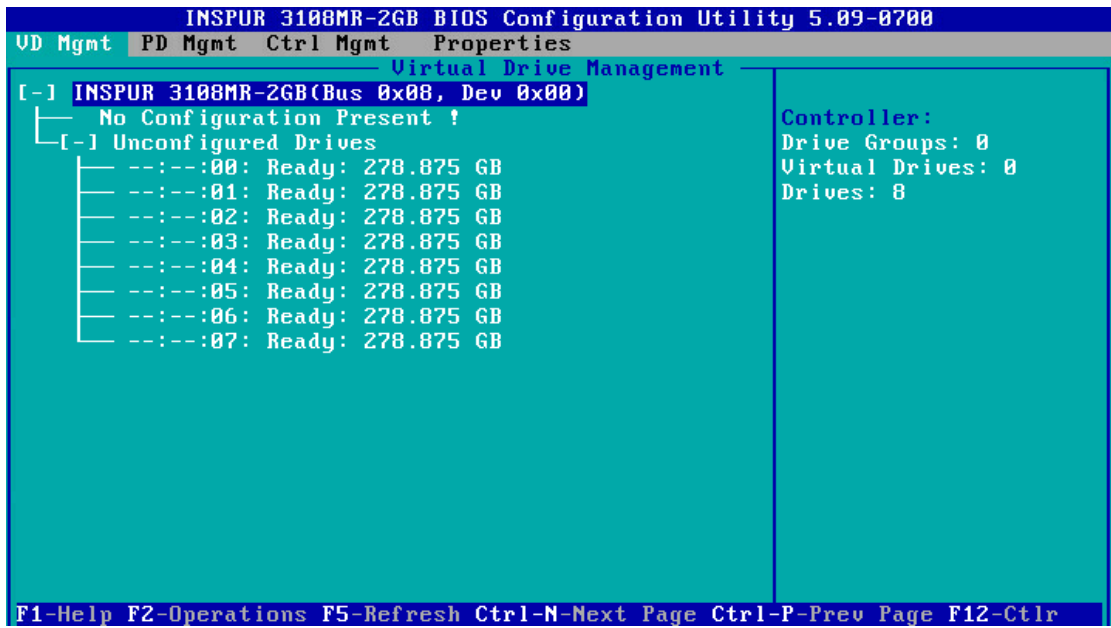 INSPUR 3108MR-2GB BIOS Configuration Utility 5.09-0700
VD Mgmt PD Mgmt Ctrl Mgmt Properties
Virtual Drive Management
[-] INSPUR 3108MR-2GB(Bus 0x08, Dev 0x00)
No Configuration Present !
[-] Unconfigured Drives
--:--:00: Ready: 278.875 GB
--:--:01: Ready: 278.875 GB
--:--:02: Ready: 278.875 GB
--:--:03: Ready: 278.875 GB
--:--:04: Ready: 278.875 GB
--:--:05: Ready: 278.875 GB
--:--:06: Ready: 278.875 GB
--:--:07: Ready: 278.875 GB
Controller:
Drive Groups: 0
Virtual Drives: 0
Drives: 8
F1-Help F2-Operations F5-Refresh Ctrl-N-Next Page Ctrl-P-Prev Page F12-Ctlr